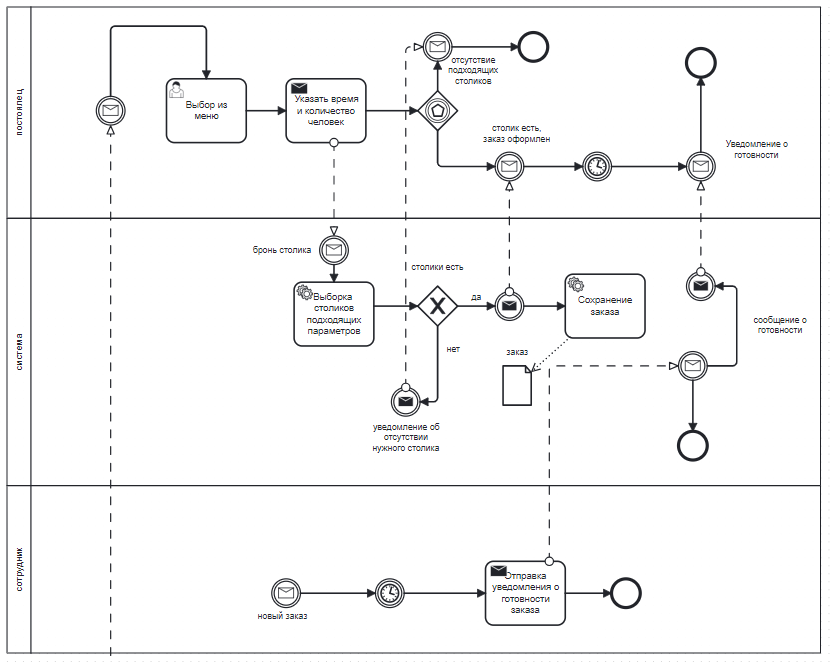 постоялец
Выбор из
меню
Указать время
и количество
человек
отсутствие
подходящих
столиков
столик есть,
заказ оформлен
Уведомление о
готовности
система
бронь столика
Выборка
столиков
подходящих
параметров
столики есть
да
нет
уведомление об
отсутствии
нужного столика
Сохранение
заказа
заказ
сообщение о
готовности
сотрудник
новый заказ
Отправка
уведомления о
готовности
заказа